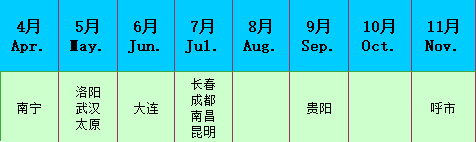 4月 5月 6月 7月 8月 9月 10月 11月
Apr. May. Jun. Jul. Aug. Sep. Oct. Nov.
南宁
洛阳
武汉
太原
大连
长春
成都
南昌
昆明
贵阳
呼市